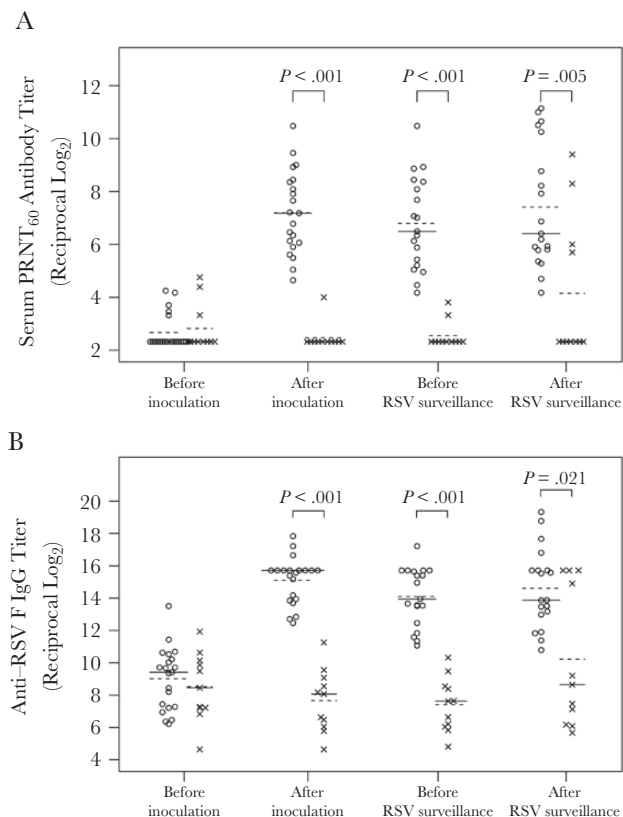 A
Serum PRNT60 Antibody Titer
(Reciprocal Log2)
12
10
8
6
4
2
P < .001
P < .001
P = .005
Before
inoculation
After
inoculation
Before
RSV surveillance
After
RSV surveillance
B
Anti–RSV F IgG Titer
(Reciprocal Log2)
20
18
16
14
12
10
8
6
4
P < .001
P < .001
P = .021
Before
inoculation
After
inoculation
Before
RSV surveillance
After
RSV surveillance